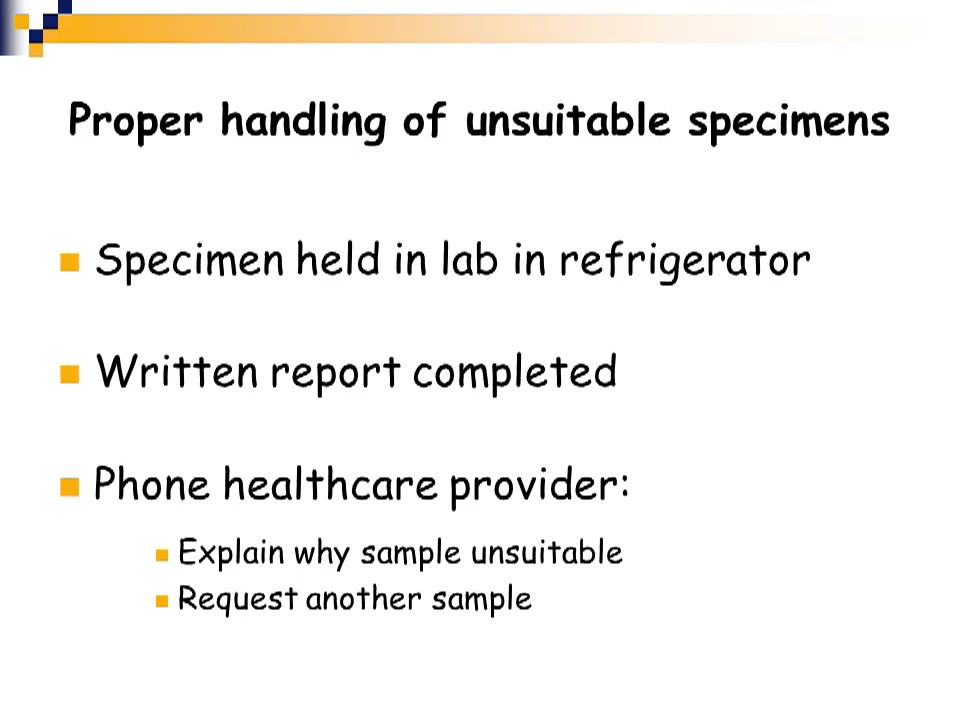 Proper handling of unsuitable specimens
Specimen held in lab in refrigerator
Written report completed
Phone healthcare provider:
Explain why sample unsuitable
Request another sample